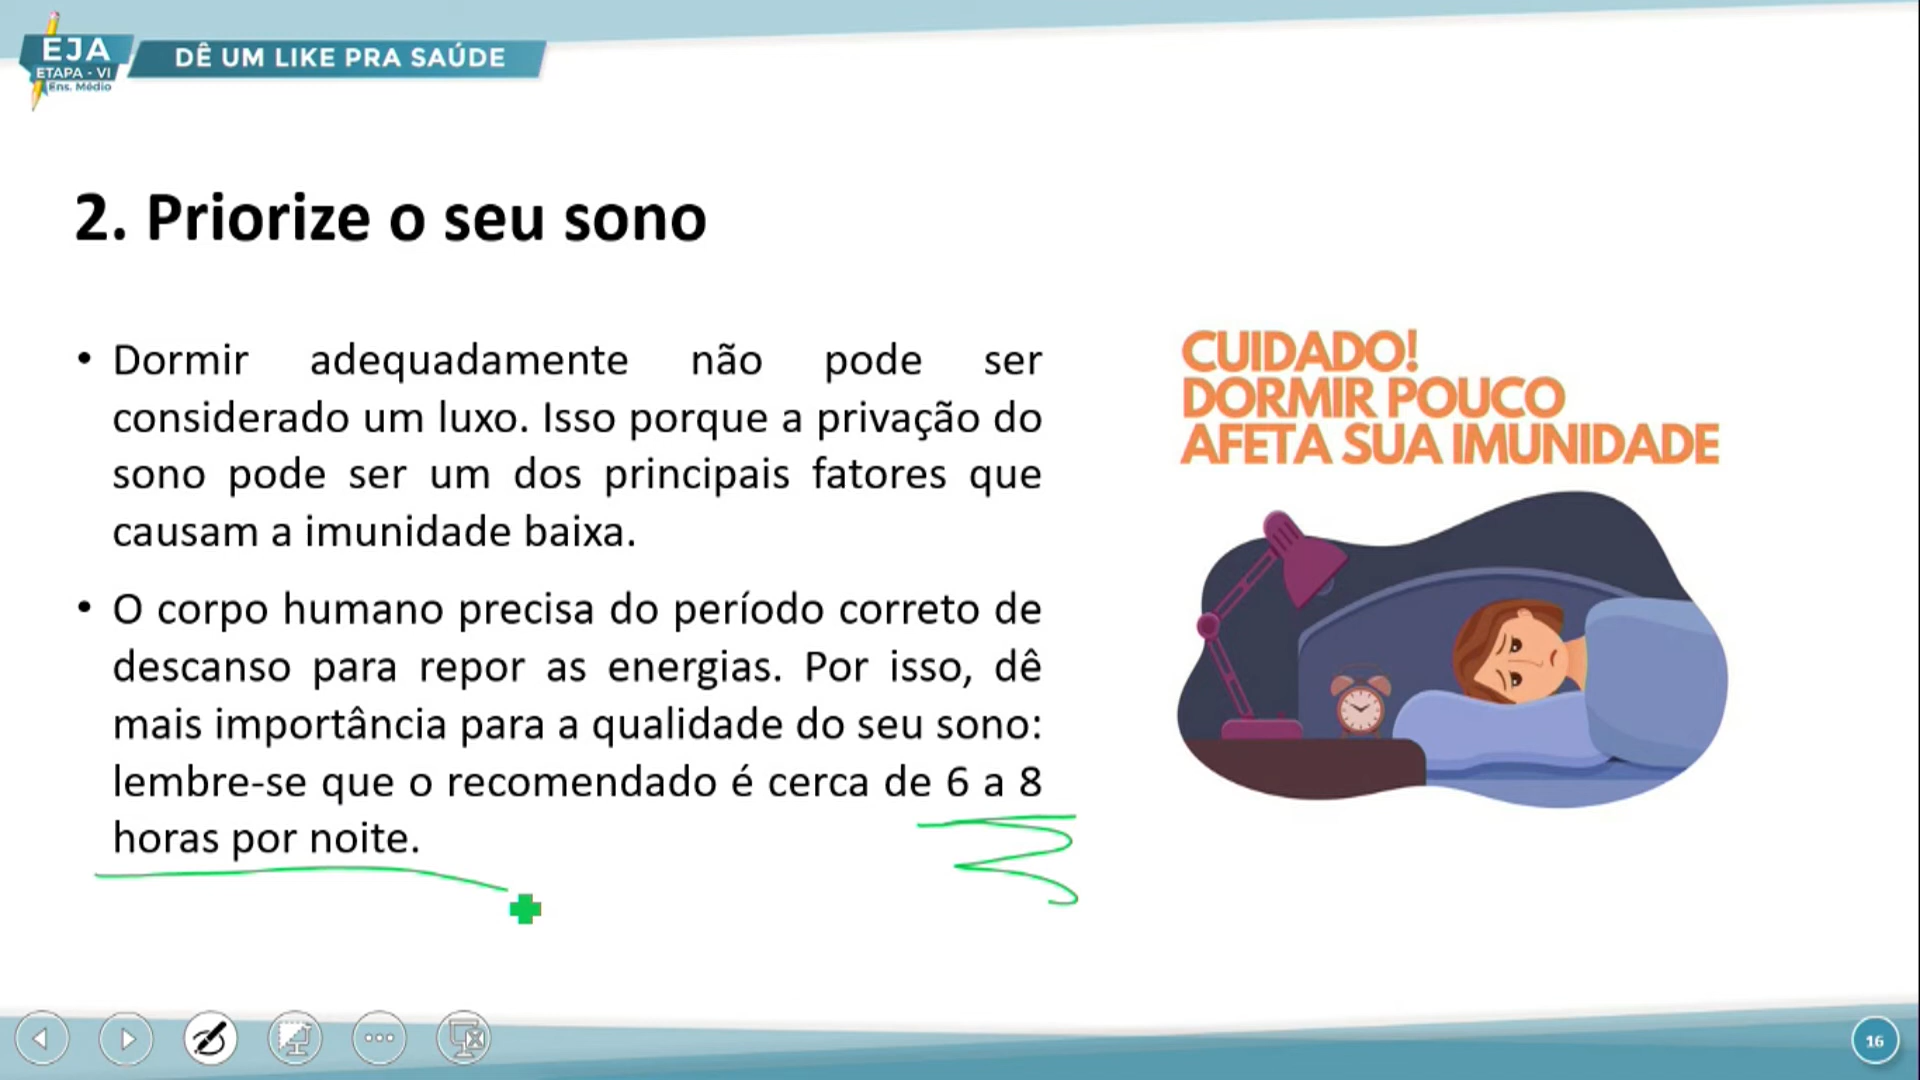 EJA
ETAPA - VI
Ens. Médio
DÊ UM LIKE PRA SAÚDE
2. Priorize o seu sono
• Dormir adequadamente não pode ser
considerado um luxo. Isso porque a privação do
sono pode ser um dos principais fatores que
causam a imunidade baixa.
• O corpo humano precisa do período correto de
descanso para repor as energias. Por isso, dê
mais importância para a qualidade do seu sono:
lembre-se que o recomendado é cerca de 6 a 8
horas por noite.
CUIDADO!
DORMIR POUCO
AFETA SUA IMUNIDADE
16